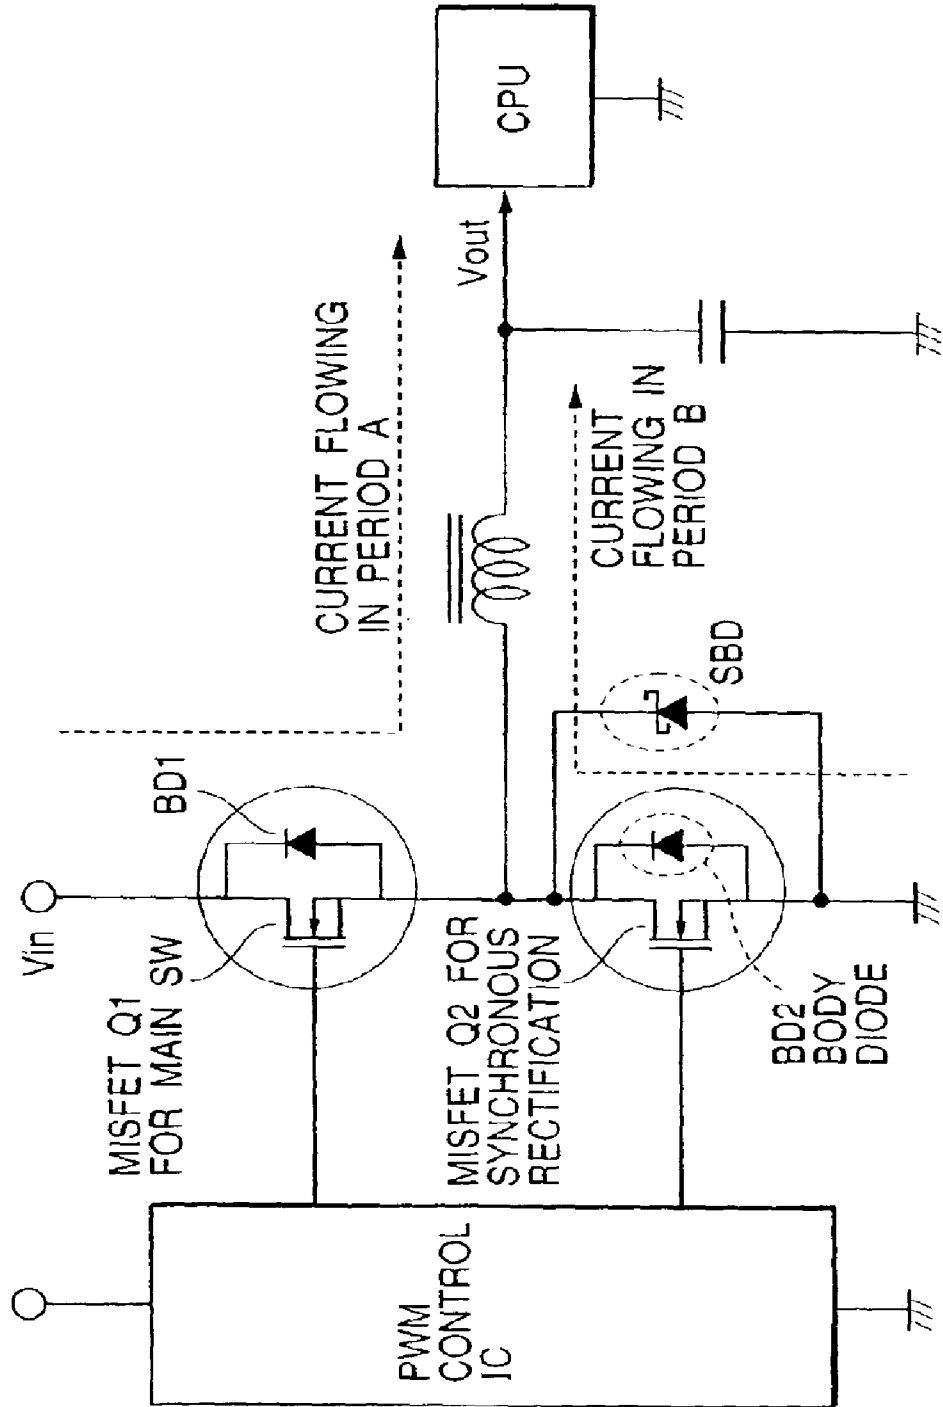 Vin
MISFET Q1
FOR MAIN SW
BD1
CURRENT FLOWING
IN PERIOD A
Vout
CPU
PWM
CONTROL
IC
MISFET Q2 FOR
SYNCHRONOUS
RECTIFICATION
BD2
BODY
DIODE
SBD
CURRENT
FLOWING IN
PERIOD B